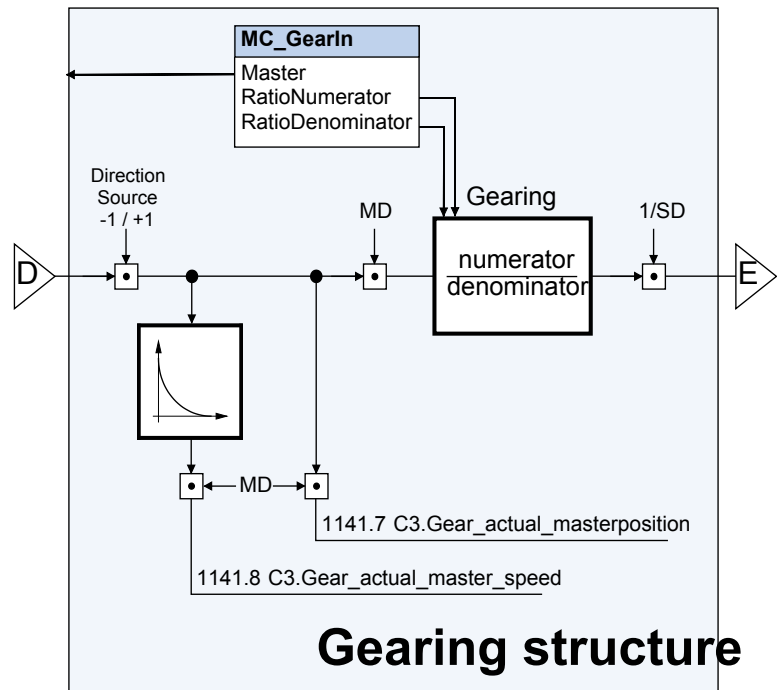 MC_GearIn
Master
RatioNumerator
RatioDenominator
Direction
Source
-1 / +1
MD
Gearing
1/SD
D
numerator
denominator
E
MD
1141.7 C3.Gear_actual_masterposition
1141.8 C3.Gear_actual_master_speed
Gearing structure